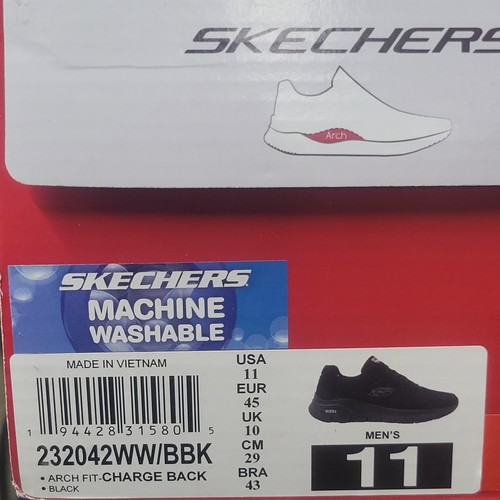 SKECHERS
Arch
SKECHERS
MACHINE
WASHABLE
MADE IN VIETNAM
1 94428 31580 5
232042WW/BBK
• ARCH FIT-CHARGE BACK
• BLACK
USA
11
EUR
45
UK
10
CM
29
BRA
43
MEN'S
11